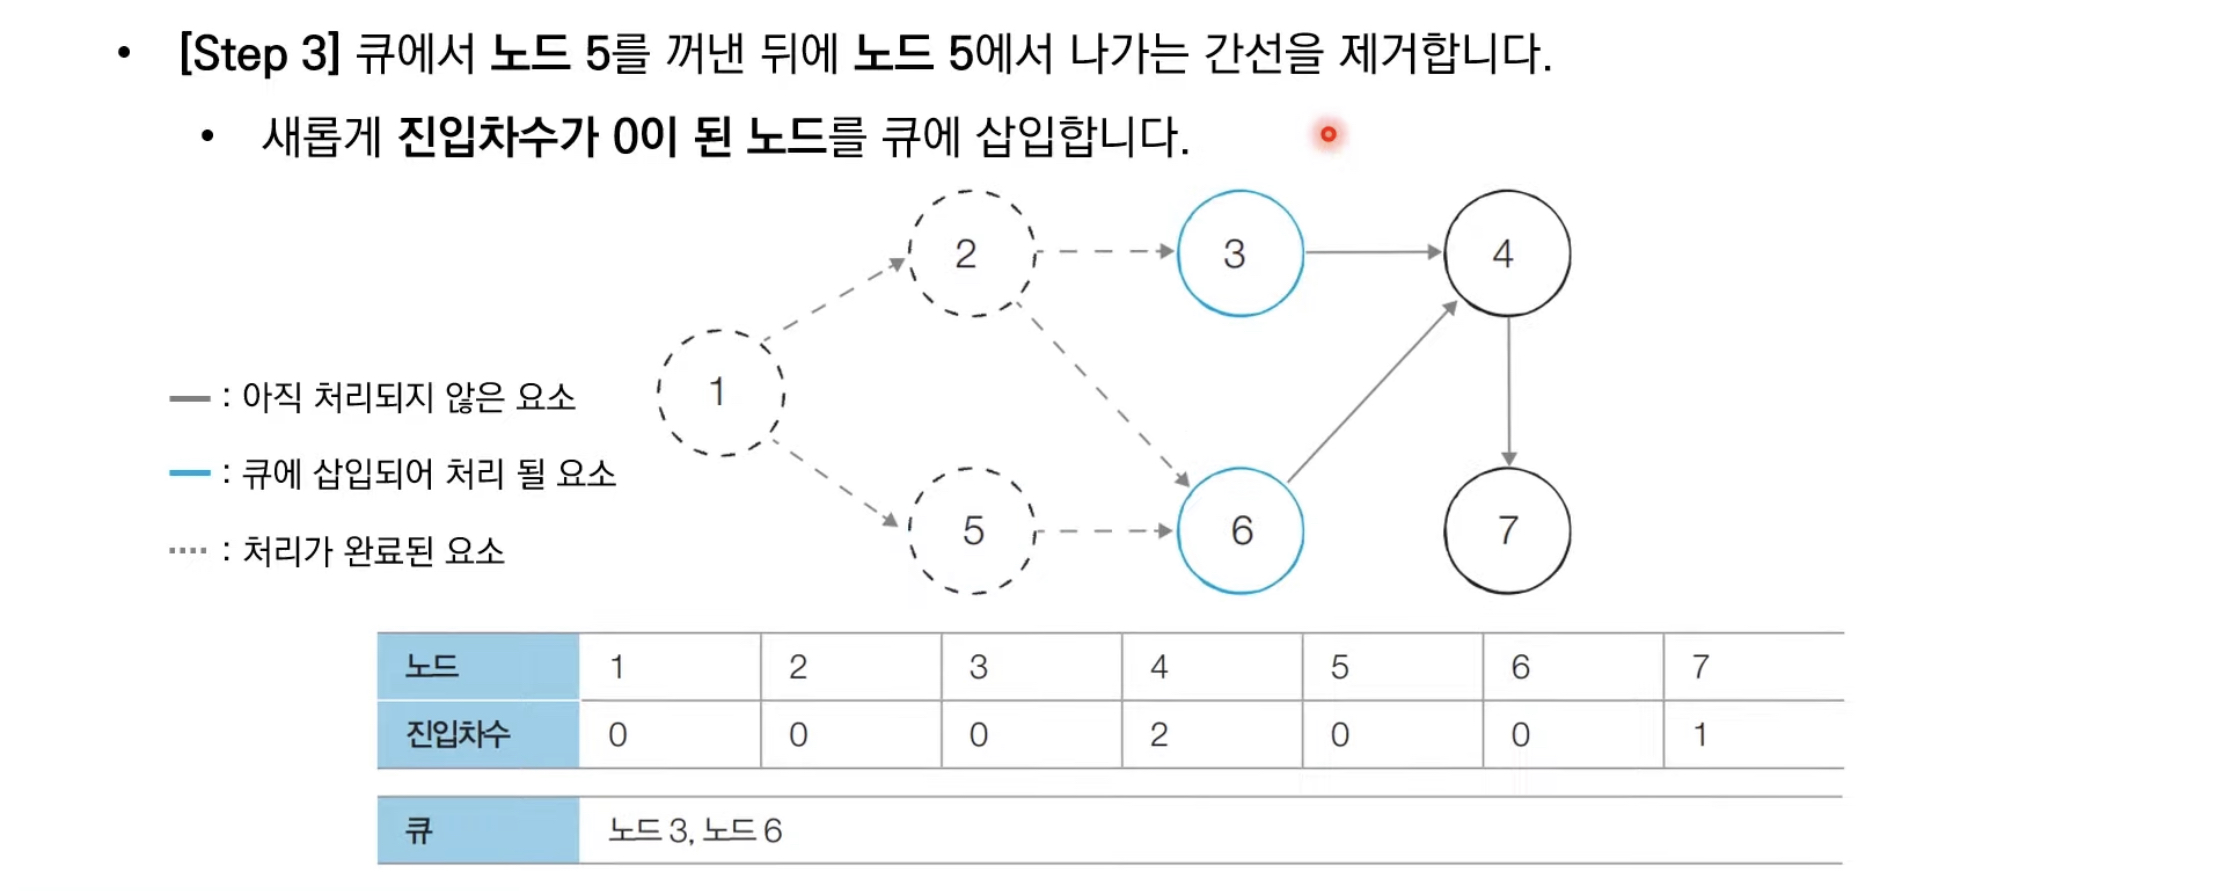 • [Step 3] 큐에서 노드 5를 꺼낸 뒤에 노드 5에서 나가는 간선을 제거합니다.
• 새롭게 진입차수가 0이 된 노드를 큐에 삽입합니다.
2 3 4
1
— : 아직 처리되지 않은 요소
— : 큐에 삽입되어 처리 될 요소
5 6 7
···· : 처리가 완료된 요소
노드 1 2 3 4 5 6 7
진입차수 0 0 0 2 0 0 1
큐 노드 3, 노드 6